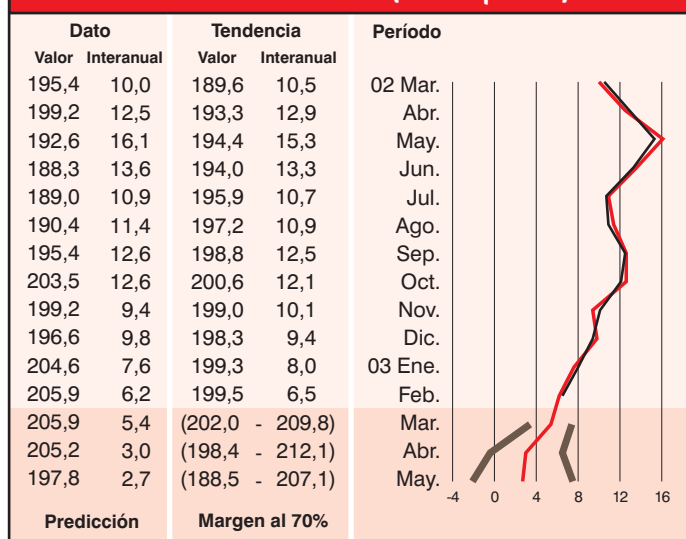 Dato Tendencia Período
Valor Interanual Valor Interanual
195,4 10,0 189,6 10,5 02 Mar.
199,2 12,5 193,3 12,9 Abr.
192,6 16,1 194,4 15,3 May.
188,3 13,6 194,0 13,3 Jun.
189,0 10,9 195,9 10,7 Jul.
190,4 11,4 197,2 10,9 Ago.
195,4 12,6 198,8 12,5 Sep.
203,5 12,6 200,6 12,1 Oct.
199,2 9,4 199,0 10,1 Nov.
196,6 9,8 198,3 9,4 Dic.
204,6 7,6 199,3 8,0 03 Ene.
205,9 6,2 199,5 6,5 Feb.
205,9 5,4 (202,0 - 209,8) Mar.
205,2 3,0 (198,4 - 212,1) Abr.
197,8 2,7 (188,5 - 207,1) May.
-4 0 4 8 12 16
Predicción Margen al 70%